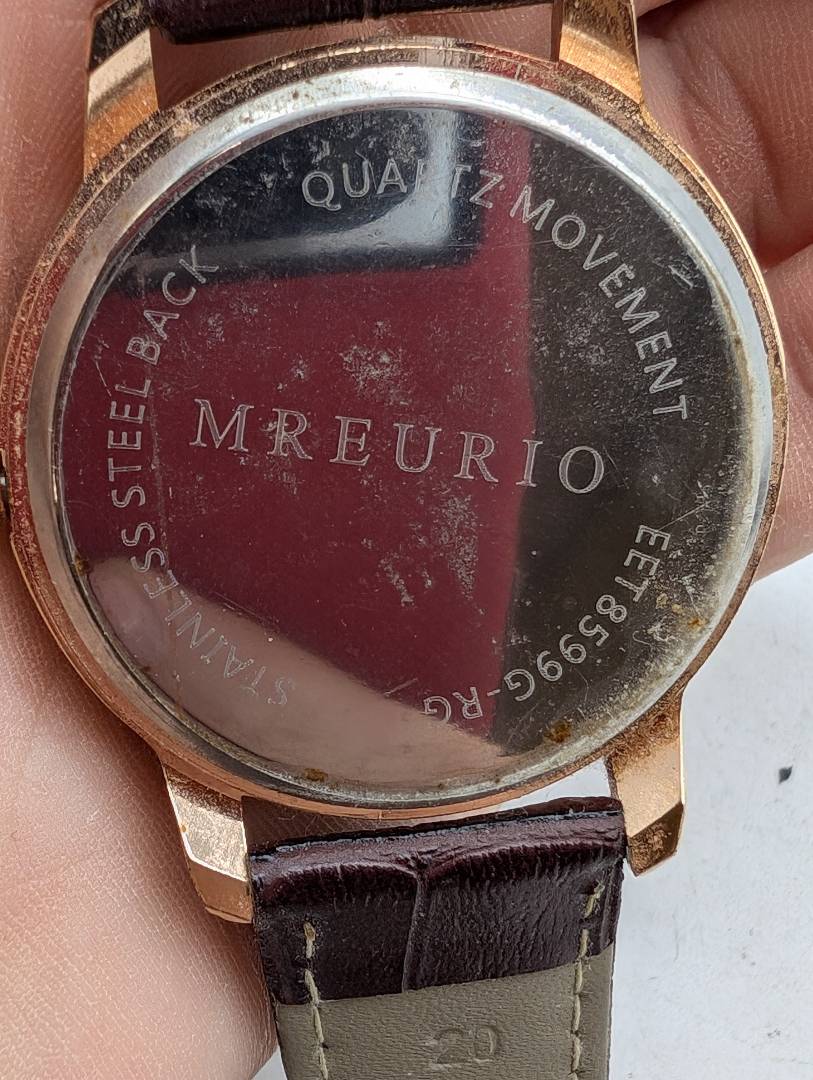 QUARTZ MOVEMENT
EET8599G-RG
STAINLESS STEEL BACK
MREURIO
20